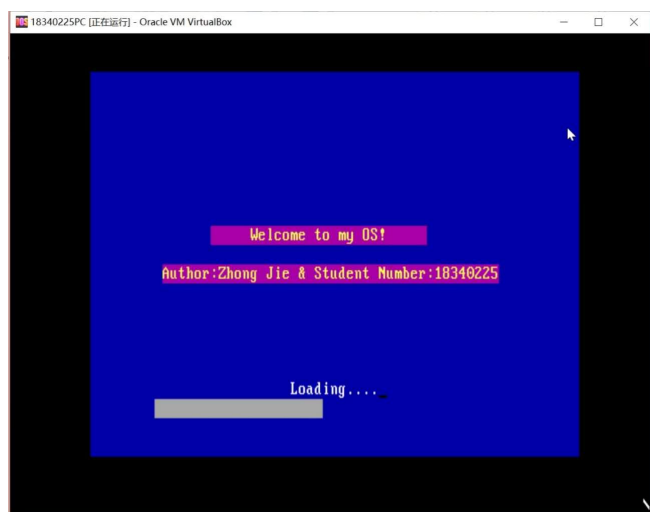 18340225PC [正在运行] - Oracle VM VirtualBox
Welcome to my OS!
Author:Zhong Jie & Student Number:18340225
Loading....